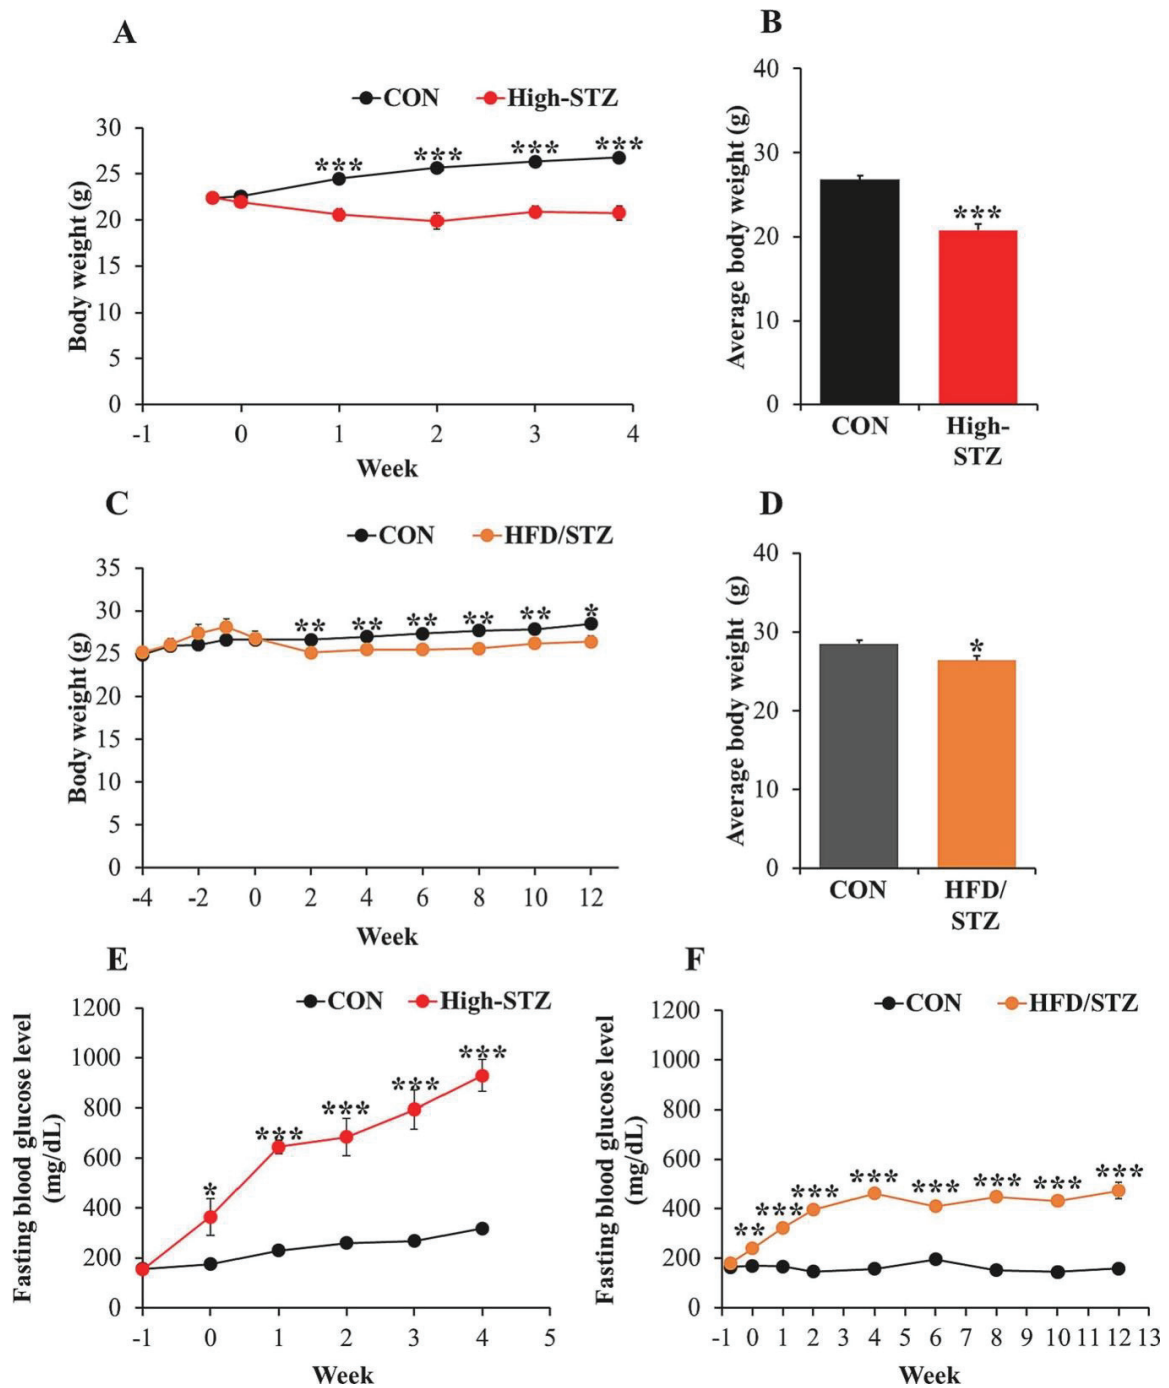 A
CON High-STZ
30
25
20
15
10
5
0
*** *** *** ***
-1 0 1 2 3 4
Body weight (g)
Week
B
40
30
20
10
0
***
Average body weight (g)
CON High-
STZ
C
CON HFD/STZ
35
30
25
20
15
10
5
0
** ** ** ** ** *
-4 -2 0 2 4 6 8 10 12
Body weight (g)
Week
D
40
30
20
10
0
*
Average body weight (g)
CON HFD/
STZ
E
CON High-STZ
1200
1000
800
600
400
200
0
* *** *** *** ***
-1 0 1 2 3 4 5
Fasting blood glucose level
(mg/dL)
Week
F
CON HFD/STZ
1200
1000
800
600
400
200
0
** *** *** *** *** *** *** ***
-1 0 1 2 3 4 5 6 7 8 9 10 11 12 13
Fasting blood glucose level
(mg/dL)
Week